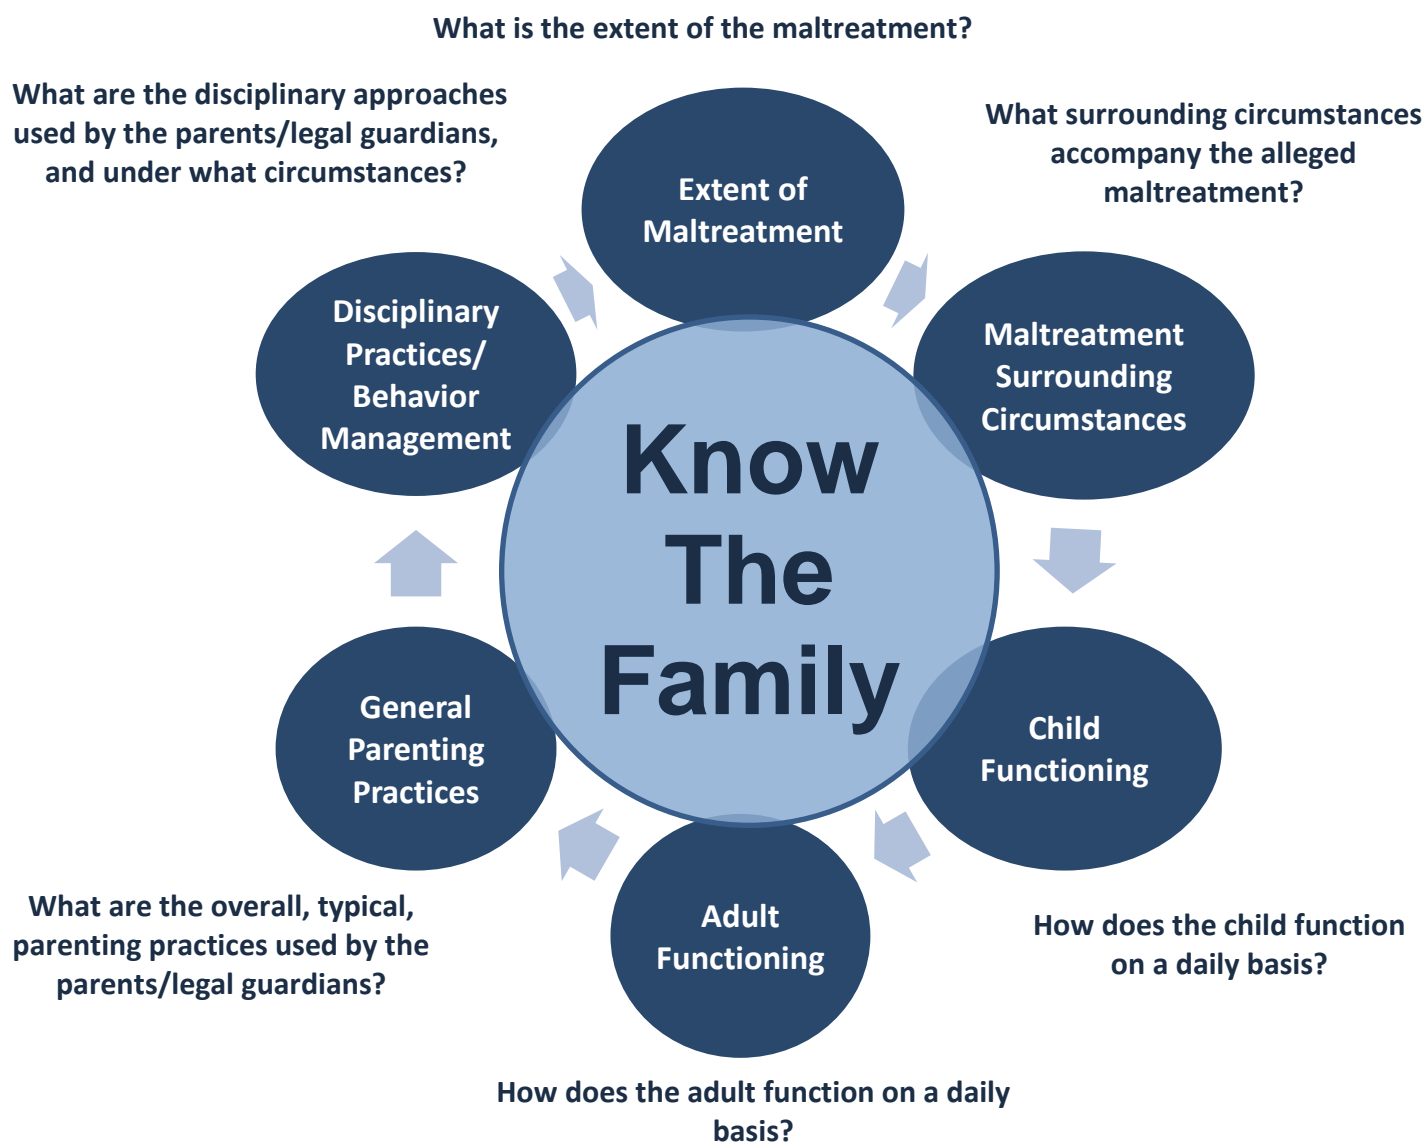 What is the extent of the maltreatment?
What are the disciplinary approaches
used by the parents/legal guardians,
and under what circumstances?
What surrounding circumstances
accompany the alleged
maltreatment?
Extent of
Maltreatment
Disciplinary
Practices/
Behavior
Management
Maltreatment
Surrounding
Circumstances
Know
The
Family
General
Parenting
Practices
Child
Functioning
Adult
Functioning
What are the overall, typical,
parenting practices used by the
parents/legal guardians?
How does the child function
on a daily basis?
How does the adult function on a daily
basis?